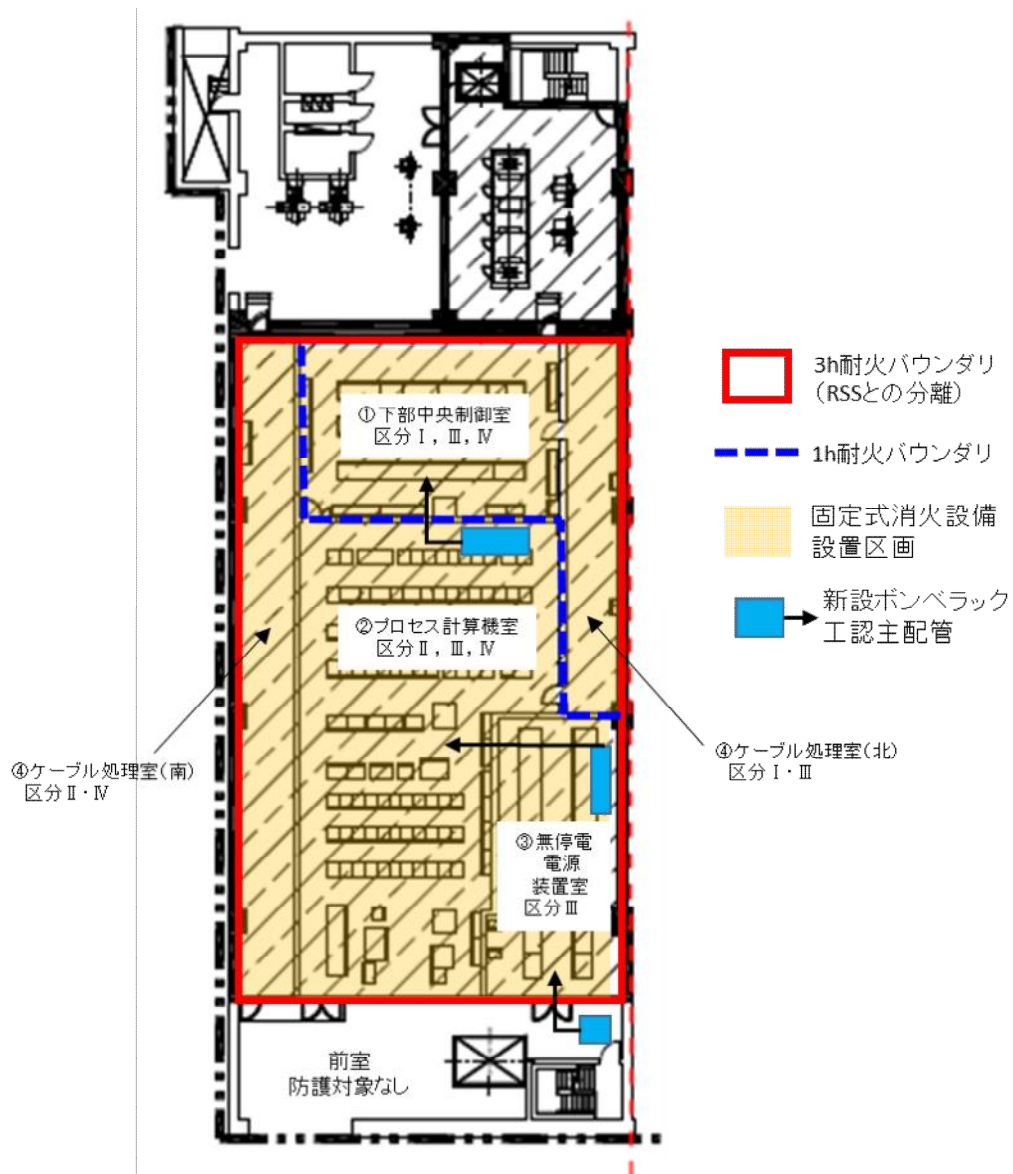 ①下部中央制御室
区分Ⅰ，Ⅲ，Ⅳ
3h耐火バウンダリ
（RSSとの分離）
1h耐火バウンダリ
固定式消火設備
設置区画
新設ボンベラック
工認主配管
②プロセス計算機室
区分Ⅱ，Ⅲ，Ⅳ
④ケーブル処理室(南)
区分Ⅱ・Ⅳ
④ケーブル処理室(北)
区分Ⅰ・Ⅲ
③無停電
電源
装置室
区分Ⅲ
前室
防護対象なし